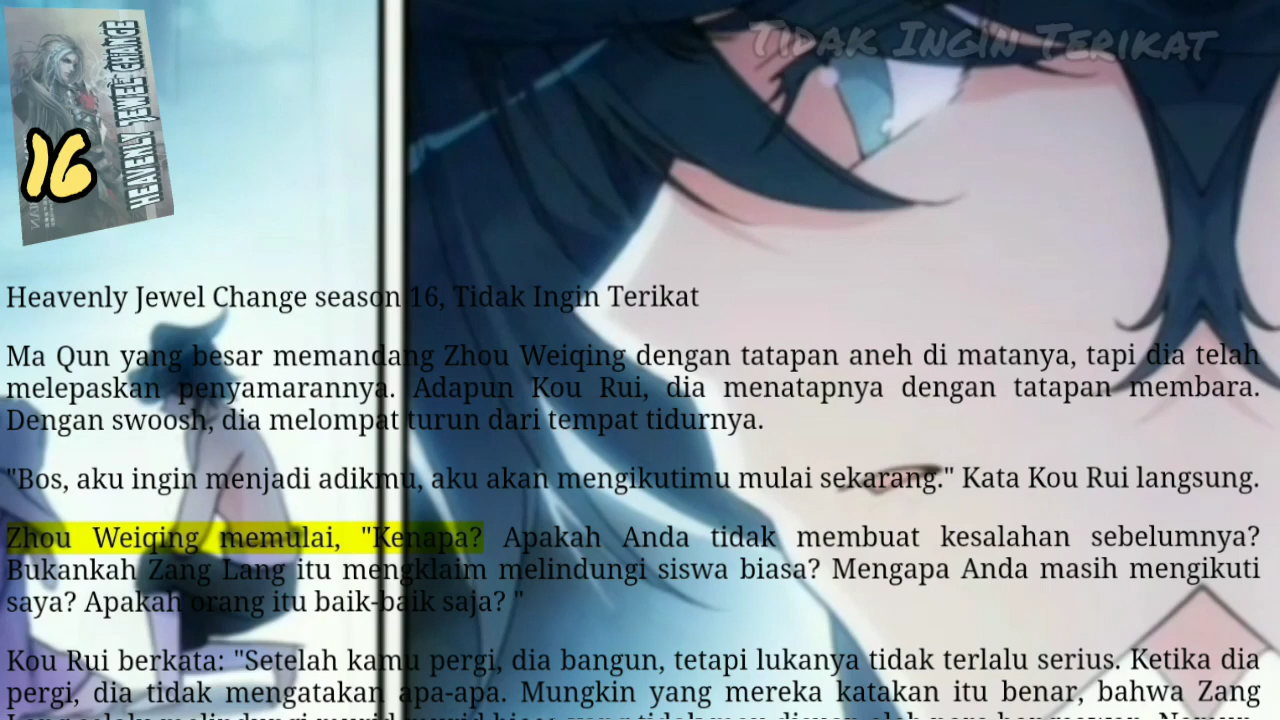 Tidak Ingin Terikat
HEAVENLY JEWEL CHANGE
16
Heavenly Jewel Change season 16, Tidak Ingin Terikat
Ma Qun yang besar memandang Zhou Weiqing dengan tatapan aneh di matanya, tapi dia telah
melepaskan penyamarannya. Adapun Kou Rui, dia menatapnya dengan tatapan membara.
Dengan swoosh, dia melompat turun dari tempat tidurnya.
"Bos, aku ingin menjadi adikmu, aku akan mengikutimu mulai sekarang." Kata Kou Rui langsung.
Zhou Weiqing memulai, "Kenapa? Apakah Anda tidak membuat kesalahan sebelumnya?
Bukankah Zang Lang itu mengklaim melindungi siswa biasa? Mengapa Anda masih mengikuti
saya? Apakah orang itu baik-baik saja? "
Kou Rui berkata: "Setelah kamu pergi, dia bangun, tetapi lukanya tidak terlalu serius. Ketika dia
pergi, dia tidak mengatakan apa-apa. Mungkin yang mereka katakan itu benar, bahwa Zang